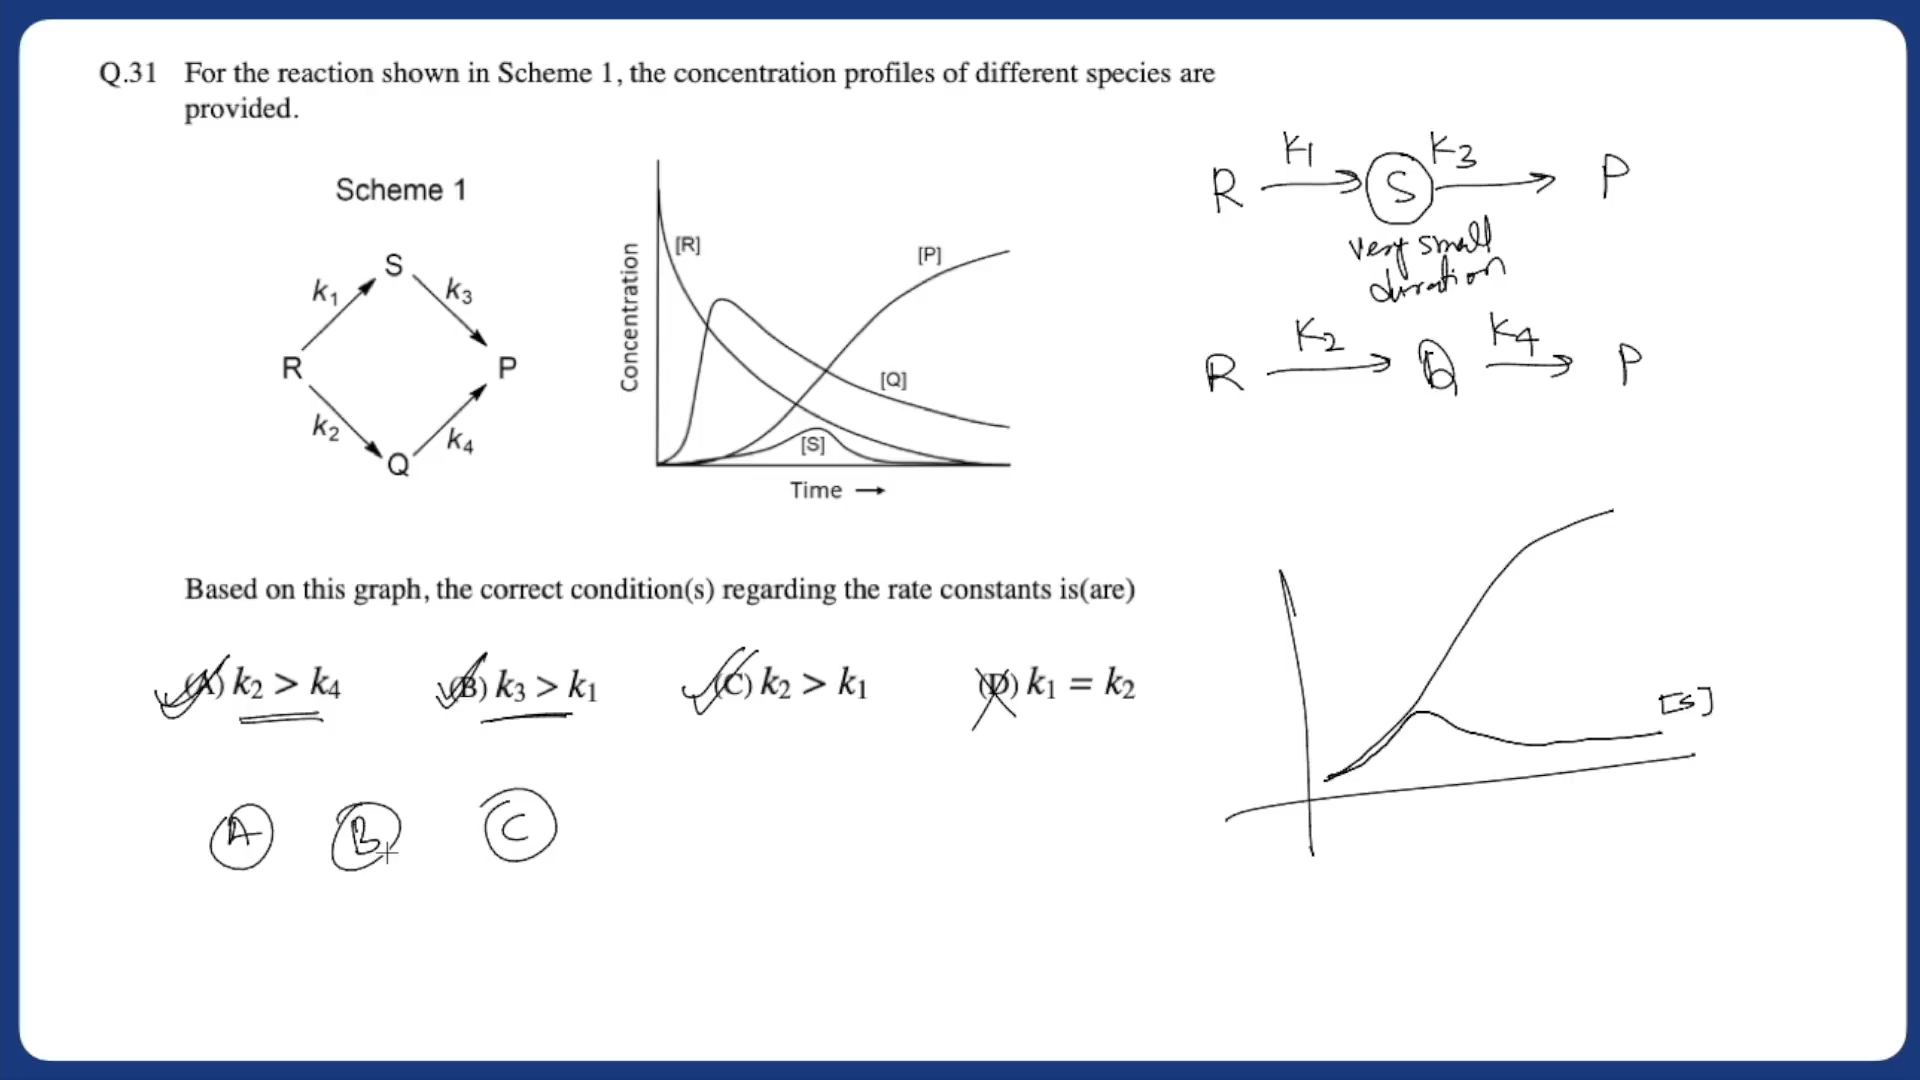 Q.31 For the reaction shown in Scheme 1, the concentration profiles of different species are
provided.
Scheme 1
S
k1
k3
R
P
k2
k4
Q
Concentration
[R]
[P]
[Q]
[S]
Time →
R K1 → S K3 → P
very small
duration
R K2 → Q K4 → P
Based on this graph, the correct condition(s) regarding the rate constants is(are)
(A) k2 > k4 (B) k3 > k1 (C) k2 > k1 (D) k1 = k2
[S]
A B C